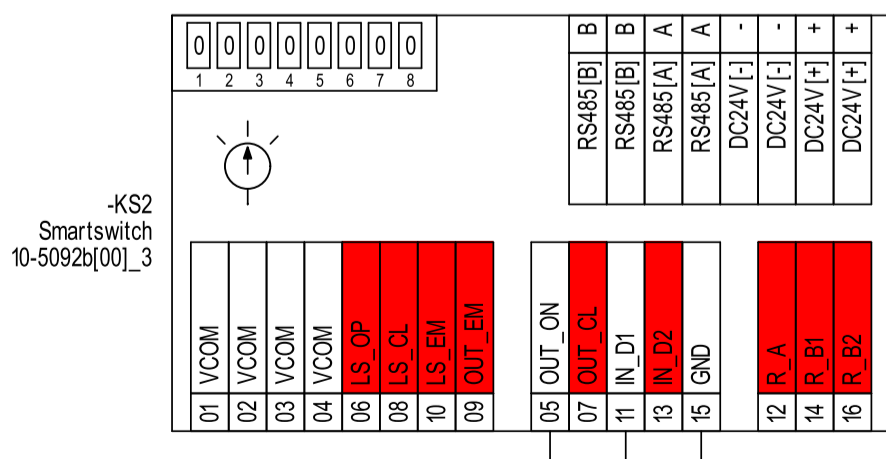 0 0 0 0 0 0 0 0
1 2 3 4 5 6 7 8
B B A A - - + +
RS485[B] RS485[B] RS485[A] RS485[A] DC24V[-] DC24V[-] DC24V[+] DC24V[+]
-KS2
Smartswitch
10-5092b[00]_3
VCOM VCOM VCOM VCOM LS_OP LS_CL LS_EM OUT_EM OUT_ON OUT_CL IN_D1 IN_D2 GND R_A R_B1 R_B2
01 02 03 04 06 08 10 09 05 07 11 13 15 12 14 16